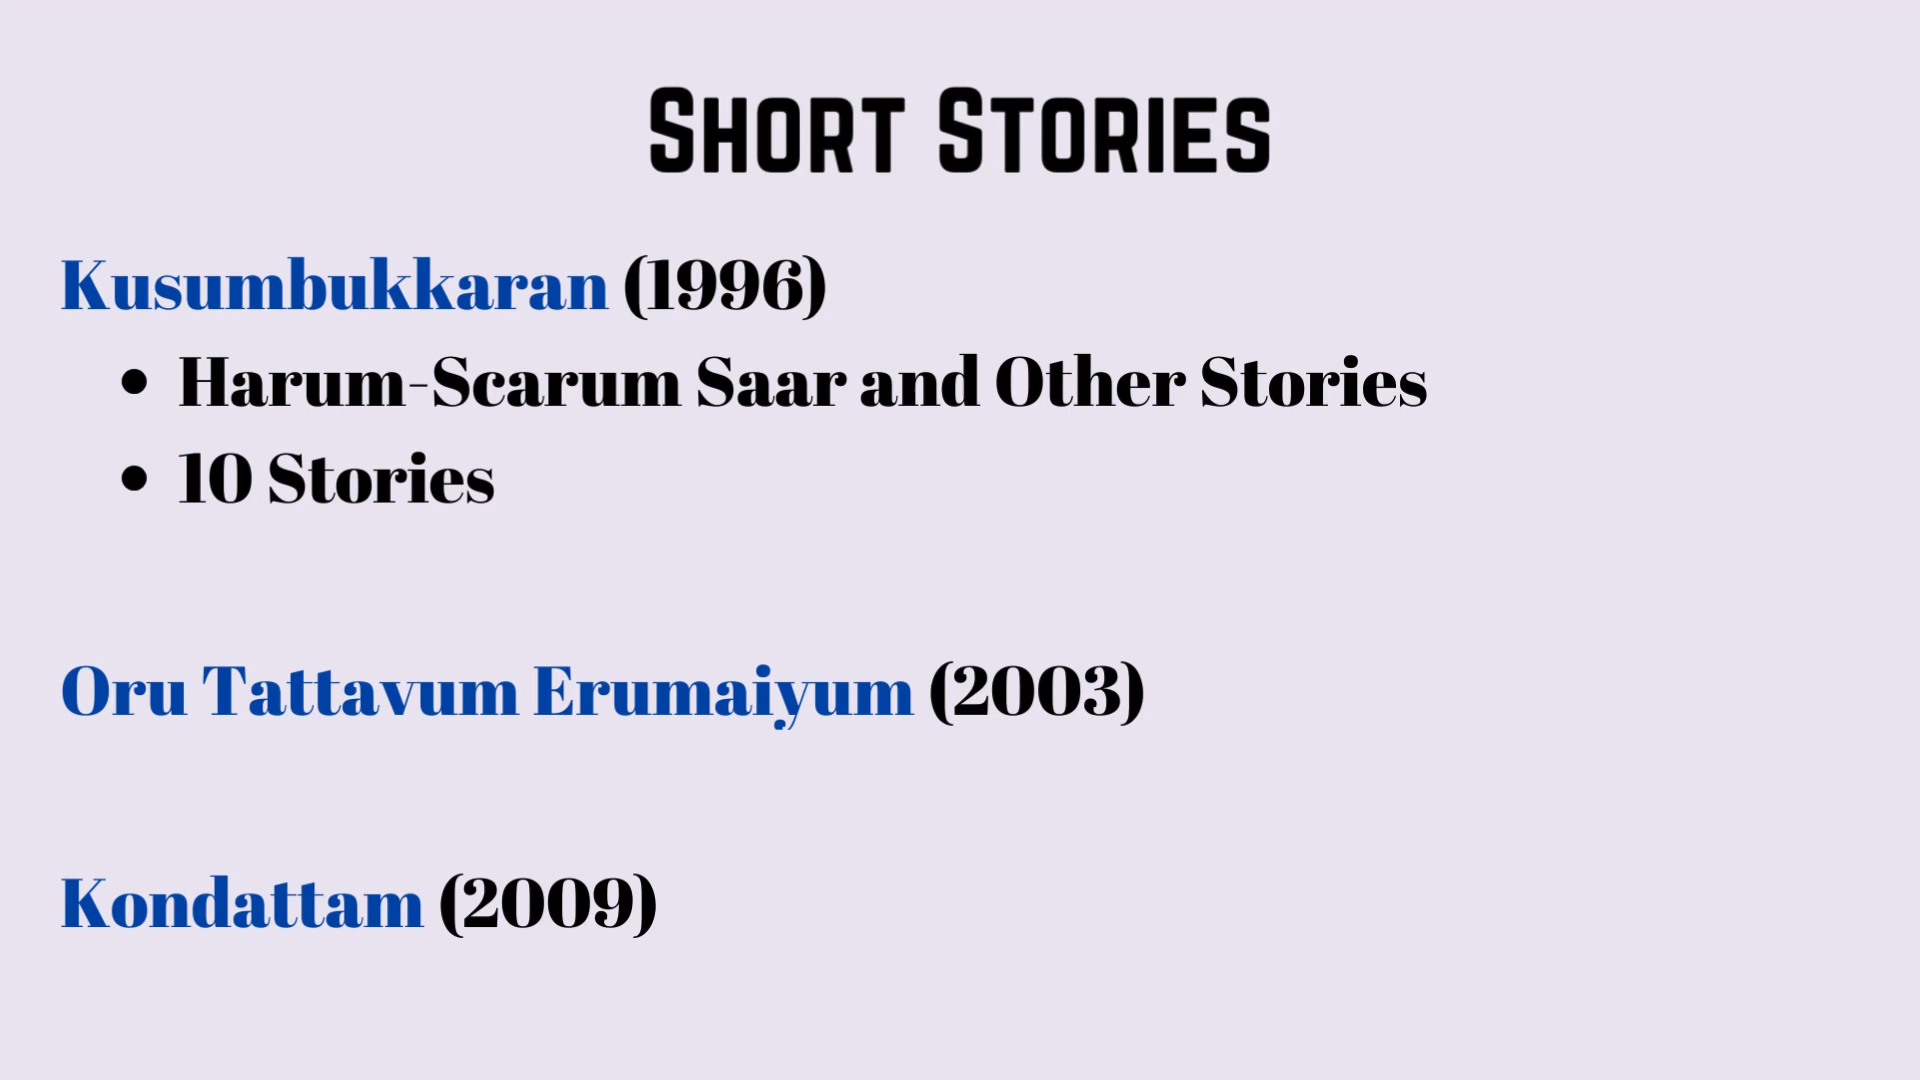 Short Stories
Kusumbukkaran (1996)
• Harum-Scarum Saar and Other Stories
• 10 Stories
Oru Tattavum Erumaiyum (2003)
Kondattam (2009)